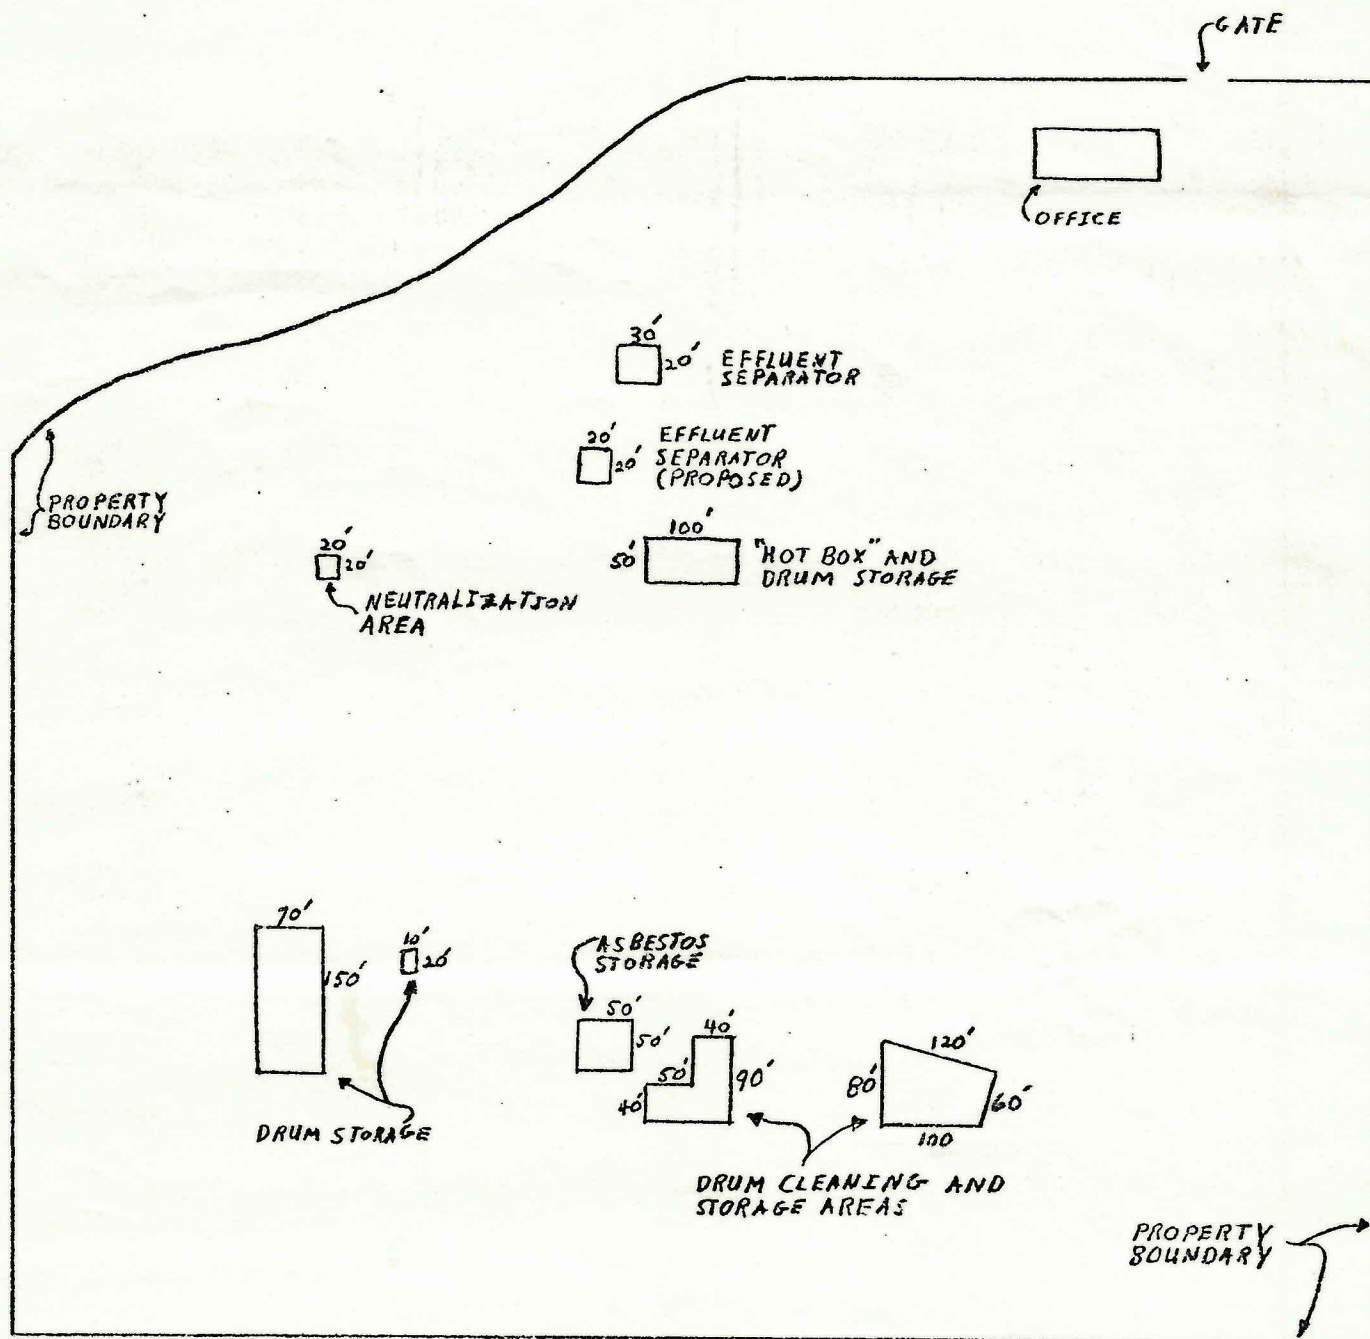 GATE
OFFICE
30'
20'
EFFLUENT
SEPARATOR
20'
20'
EFFLUENT
SEPARATOR
(PROPOSED)
PROPERTY
BOUNDARY
20'
20'
NEUTRALIZATION
AREA
100'
50'
"HOT BOX" AND
DRUM STORAGE
70'
150'
10'
20'
DRUM STORAGE
ASBESTOS
STORAGE
50'
50'
40'
50'
90'
40'
120'
80'
60'
100
DRUM CLEANING AND
STORAGE AREAS
PROPERTY
BOUNDARY